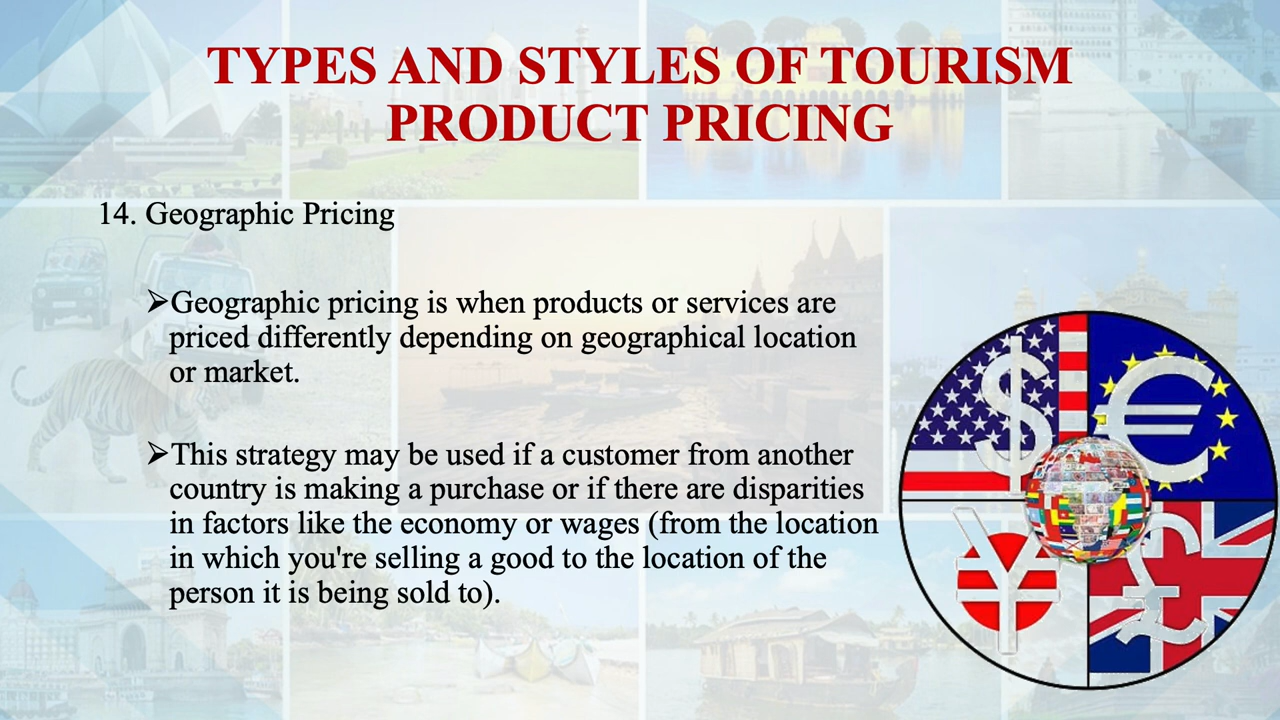 TYPES AND STYLES OF TOURISM
PRODUCT PRICING
14. Geographic Pricing
➢Geographic pricing is when products or services are
priced differently depending on geographical location
or market.
➢This strategy may be used if a customer from another
country is making a purchase or if there are disparities
in factors like the economy or wages (from the location
in which you're selling a good to the location of the
person it is being sold to).
$
€
¥
£